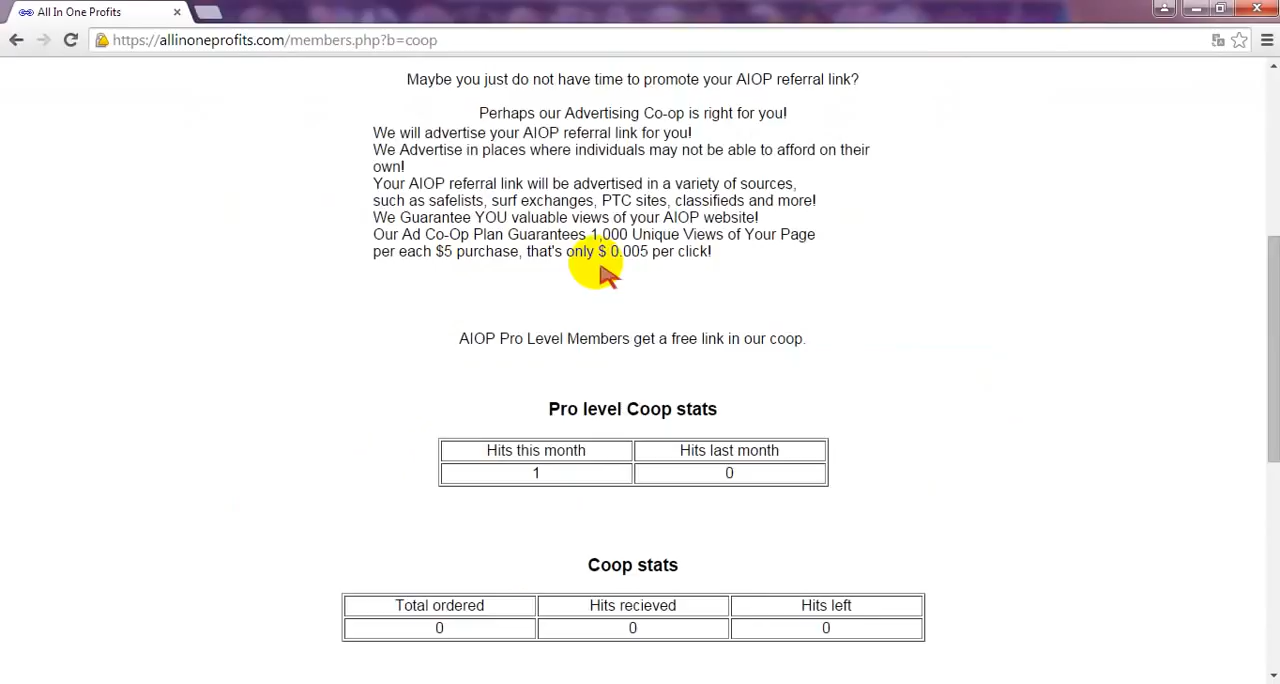 All In One Profits
https://allinoneprofits.com/members.php?b=coop
Maybe you just do not have time to promote your AIOP referral link?
Perhaps our Advertising Co-op is right for you!
We will advertise your AIOP referral link for you!
We Advertise in places where individuals may not be able to afford on their
own!
Your AIOP referral link will be advertised in a variety of sources,
such as safelists, surf exchanges, PTC sites, classifieds and more!
We Guarantee YOU valuable views of your AIOP website!
Our Ad Co-Op Plan Guarantees 1,000 Unique Views of Your Page
per each $5 purchase, that's only $ 0.005 per click!
AIOP Pro Level Members get a free link in our coop.
Pro level Coop stats
Hits this month Hits last month
1 0
Coop stats
Total ordered Hits recieved Hits left
0 0 0